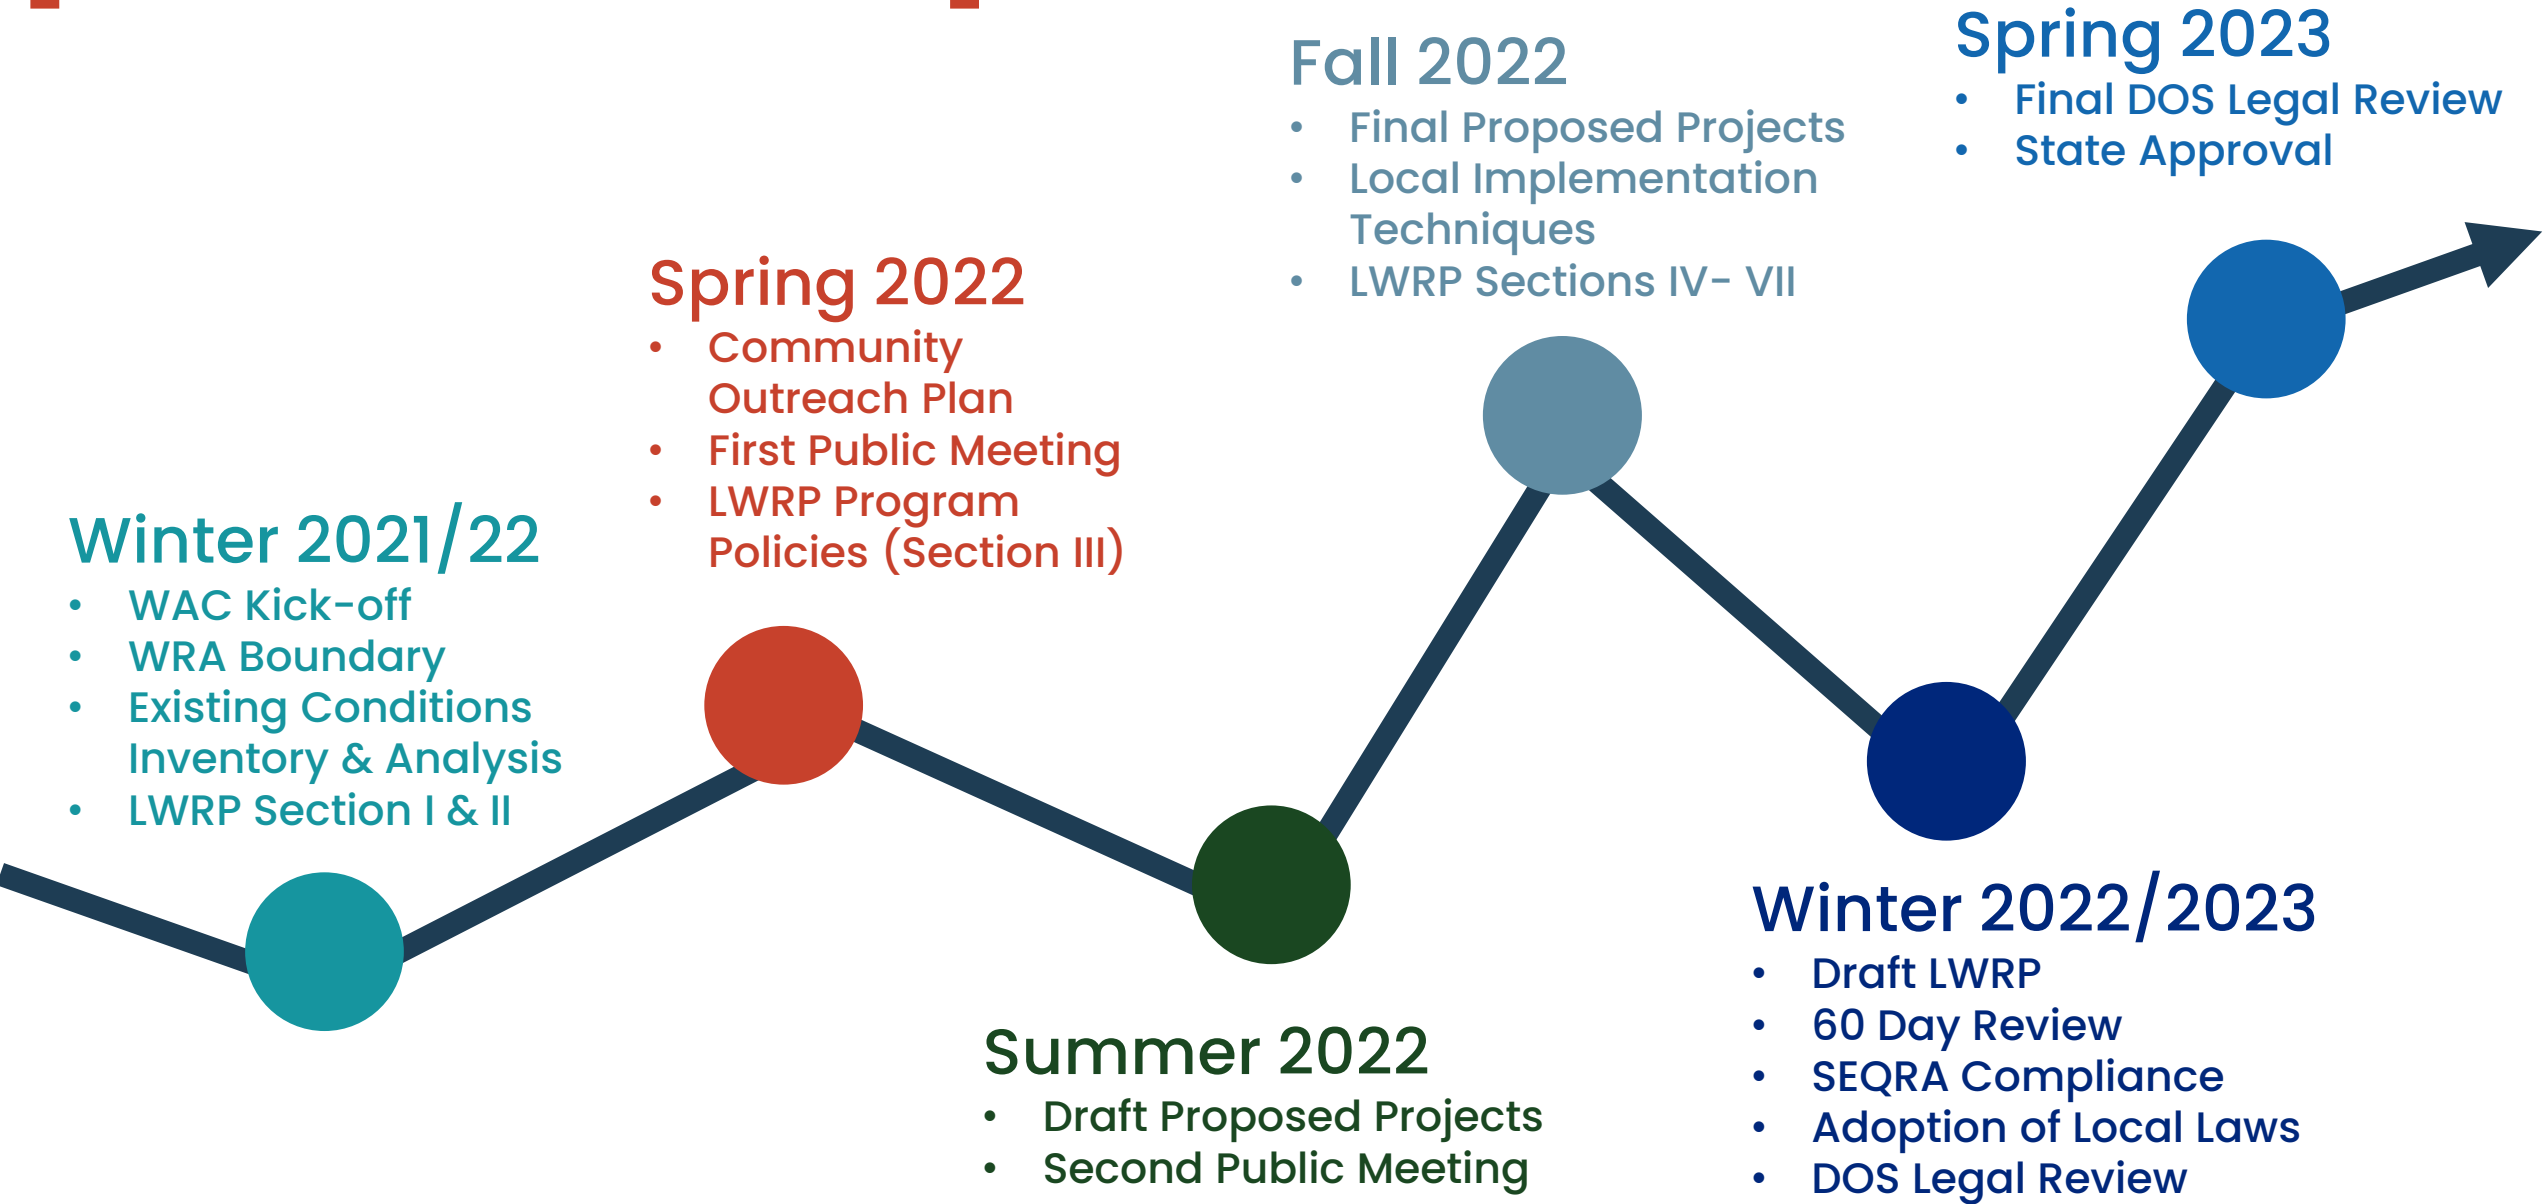 Winter 2021/22
• WAC Kick-off
• WRA Boundary
• Existing Conditions
Inventory & Analysis
• LWRP Section I & II
Spring 2022
• Community
Outreach Plan
• First Public Meeting
• LWRP Program
Policies (Section III)
Summer 2022
• Draft Proposed Projects
• Second Public Meeting
Fall 2022
• Final Proposed Projects
• Local Implementation
Techniques
• LWRP Sections IV- VII
Winter 2022/2023
• Draft LWRP
• 60 Day Review
• SEQRA Compliance
• Adoption of Local Laws
• DOS Legal Review
Spring 2023
• Final DOS Legal Review
• State Approval